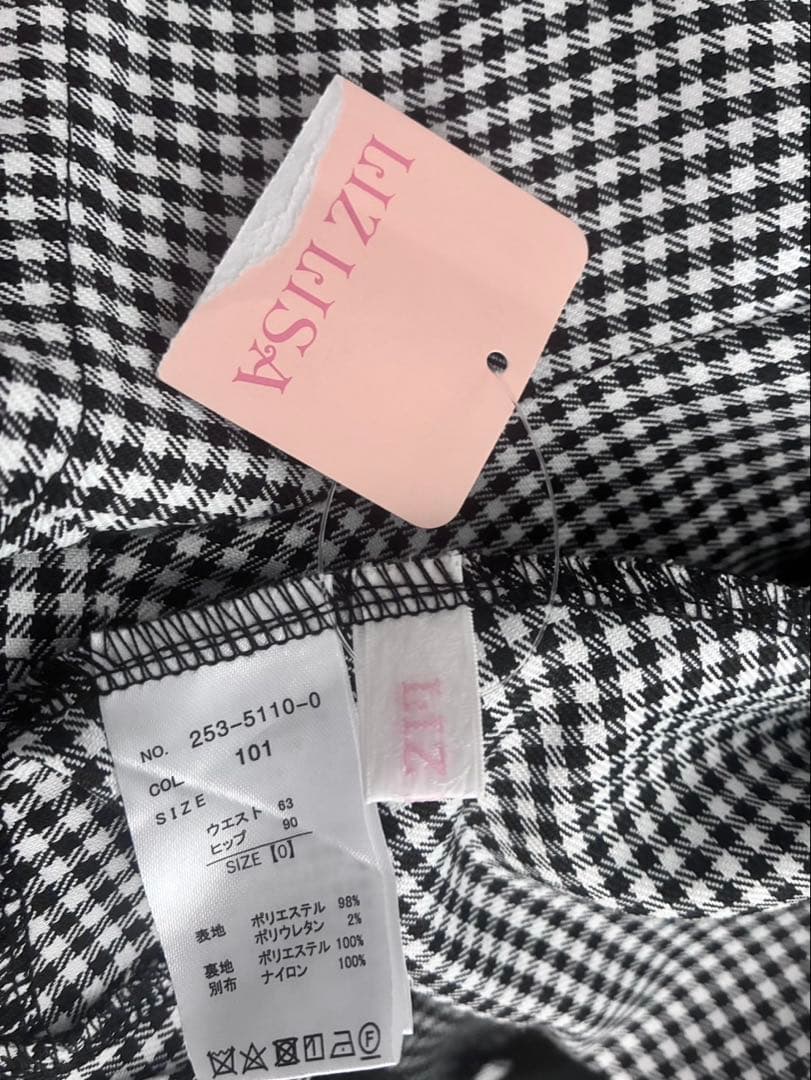 LIZ LISA
LIZ
NO. 253-5110-0
COL 101
SIZE
ウエスト 63
ヒップ 90
SIZE【0】
表地 ポリエステル 98%
ポリウレタン 2%
裏地 ポリエステル 100%
別布 ナイロン 100%
F